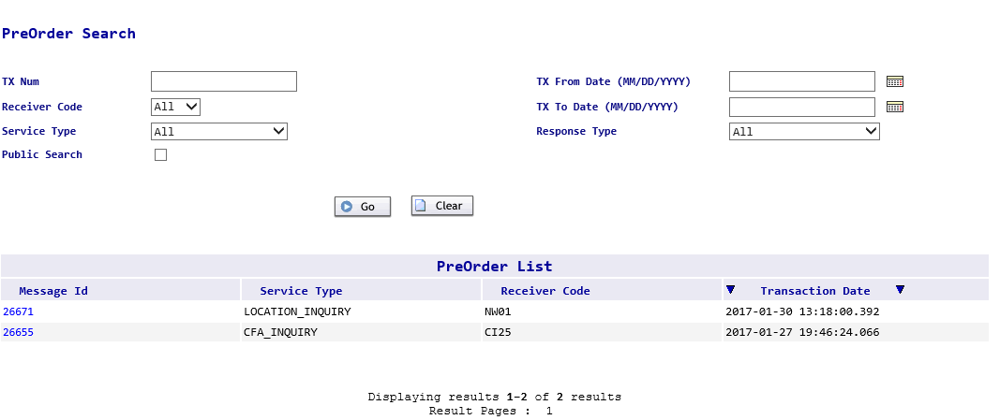 PreOrder Search
TX Num TX From Date (MM/DD/YYYY)
Receiver Code All TX To Date (MM/DD/YYYY)
Service Type All Response Type All
Public Search
Go Clear
PreOrder List
Message Id Service Type Receiver Code Transaction Date
26671 LOCATION_INQUIRY NW01 2017-01-30 13:18:00.392
26655 CFA_INQUIRY CI25 2017-01-27 19:46:24.066
Displaying results 1-2 of 2 results
Result Pages : 1